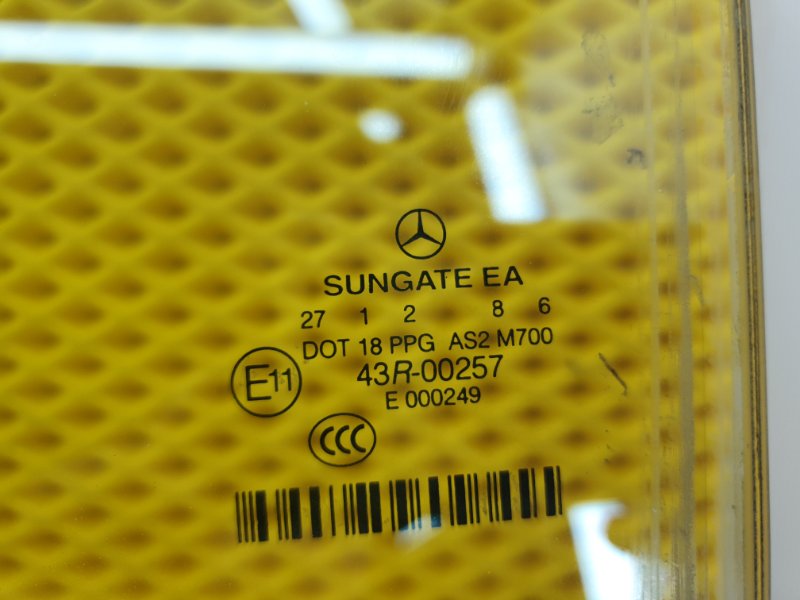 SUNGATE EA
27 1 2 8 6
DOT 18 PPG AS2 M700
E11 43R-00257
E 000249
CCC